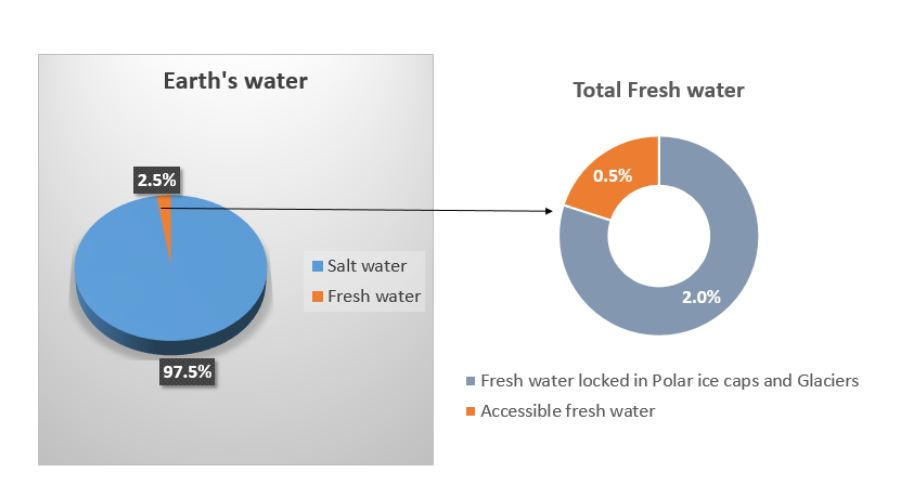 Earth's water
2.5%
Salt water
Fresh water
97.5%
Total Fresh water
0.5%
2.0%
Fresh water locked in Polar ice caps and Glaciers
Accessible fresh water